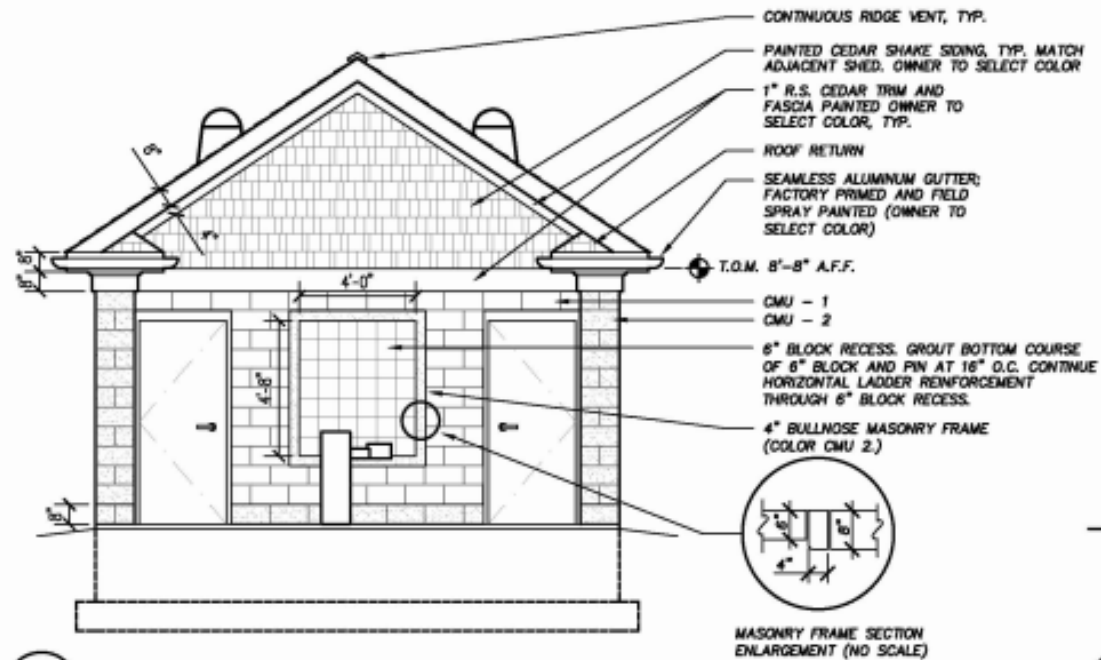 CONTINUOUS RIDGE VENT, TYP.
PAINTED CEDAR SHAKE SIDING, TYP. MATCH
ADJACENT SHED. OWNER TO SELECT COLOR
1" R.S. CEDAR TRIM AND
FASCIA PAINTED OWNER TO
SELECT COLOR, TYP.
ROOF RETURN
SEAMLESS ALUMINUM GUTTER;
FACTORY PRIMED AND FIELD
SPRAY PAINTED (OWNER TO
SELECT COLOR)
T.O.M. 8'-8" A.F.F.
CMU - 1
CMU - 2
6" BLOCK RECESS. GROUT BOTTOM COURSE
OF 6" BLOCK AND PIN AT 16" O.C. CONTINUE
HORIZONTAL LADDER REINFORCEMENT
THROUGH 6" BLOCK RECESS.
4" BULLNOSE MASONRY FRAME
(COLOR CMU 2.)
4'-0"
4'-8"
8"
8"
8"
4"
6"
8"
4"
MASONRY FRAME SECTION
ENLARGEMENT (NO SCALE)